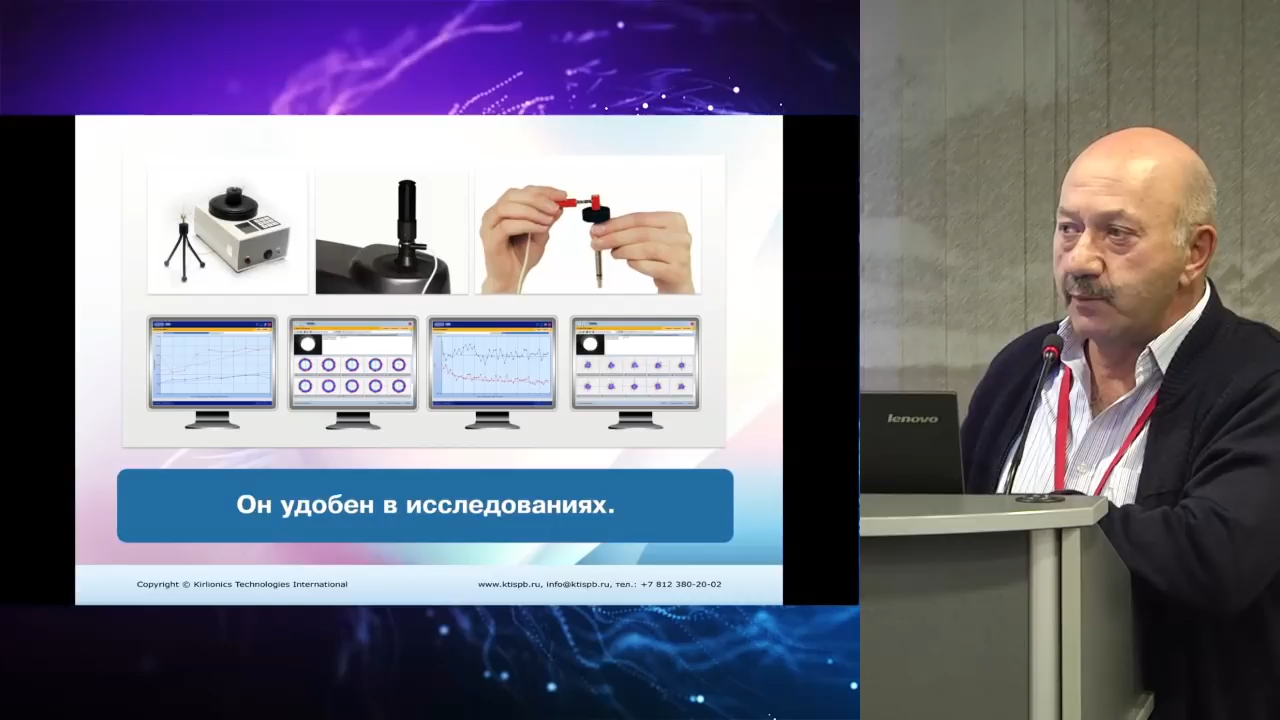 Он удобен в исследованиях.
Copyright © Kirlionics Technologies International
www.ktispb.ru, info@ktispb.ru, тел.: +7 812 380-20-02
lenovo